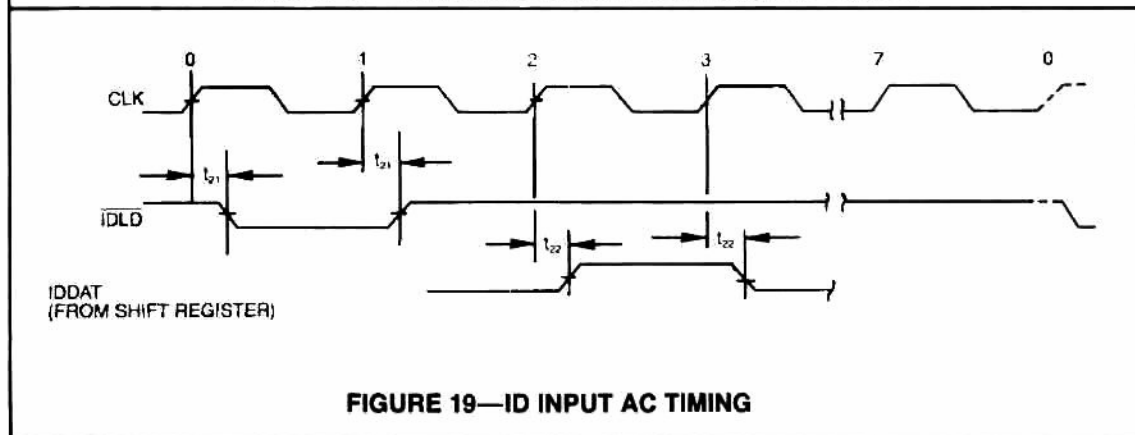 0 1 2 3 7 0
CLK
t21 t21
IDLD
t22 t22
IDDAT
(FROM SHIFT REGISTER)
FIGURE 19—ID INPUT AC TIMING